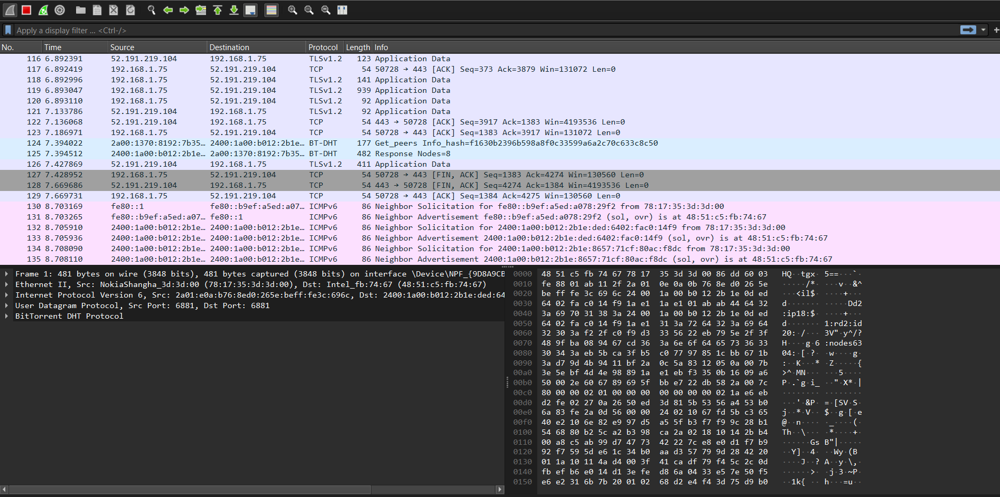 Apply a display filter ... <Ctrl-/>
No. Time Source Destination Protocol Length Info
116 6.892391 52.191.219.104 192.168.1.75 TLSv1.2 123 Application Data
117 6.892419 192.168.1.75 52.191.219.104 TCP 54 50728 → 443 [ACK] Seq=373 Ack=3879 Win=131072 Len=0
118 6.892996 192.168.1.75 52.191.219.104 TLSv1.2 141 Application Data
119 6.893047 192.168.1.75 52.191.219.104 TLSv1.2 939 Application Data
120 6.893110 192.168.1.75 52.191.219.104 TLSv1.2 92 Application Data
121 7.133786 52.191.219.104 192.168.1.75 TLSv1.2 92 Application Data
122 7.136068 52.191.219.104 192.168.1.75 TCP 54 443 → 50728 [ACK] Seq=3917 Ack=1383 Win=4193536 Len=0
123 7.186971 192.168.1.75 52.191.219.104 TCP 54 50728 → 443 [ACK] Seq=1383 Ack=3917 Win=131072 Len=0
124 7.394022 2a00:1370:8192:7b35… 2400:1a00:b012:2b1e… BT-DHT 177 Get_peers Info_hash=f1630b2396b598a8f0c33599a6a2c70c633c8c50
125 7.394512 2400:1a00:b012:2b1e… 2a00:1370:8192:7b35… BT-DHT 482 Response Nodes=8
126 7.427869 52.191.219.104 192.168.1.75 TLSv1.2 411 Application Data
127 7.428952 192.168.1.75 52.191.219.104 TCP 54 50728 → 443 [FIN, ACK] Seq=1383 Ack=4274 Win=130560 Len=0
128 7.669686 52.191.219.104 192.168.1.75 TCP 54 443 → 50728 [FIN, ACK] Seq=4274 Ack=1384 Win=4193536 Len=0
129 7.669731 192.168.1.75 52.191.219.104 TCP 54 50728 → 443 [ACK] Seq=1384 Ack=4275 Win=130560 Len=0
130 8.703169 fe80::1 fe80::b9ef:a5ed:a07… ICMPv6 86 Neighbor Solicitation for fe80::b9ef:a5ed:a078:29f2 from 78:17:35:3d:3d:00
131 8.703265 fe80::b9ef:a5ed:a07… fe80::1 ICMPv6 86 Neighbor Advertisement fe80::b9ef:a5ed:a078:29f2 (sol, ovr) is at 48:51:c5:fb:74:67
132 8.705910 2400:1a00:b012:2b1e… 2400:1a00:b012:2b1e… ICMPv6 86 Neighbor Solicitation for 2400:1a00:b012:2b1e:ded:6402:fac0:14f9 from 78:17:35:3d:3d:00
133 8.705936 2400:1a00:b012:2b1e… 2400:1a00:b012:2b1e… ICMPv6 86 Neighbor Advertisement 2400:1a00:b012:2b1e:ded:6402:fac0:14f9 (sol, ovr) is at 48:51:c5:fb:74:67
134 8.708090 2400:1a00:b012:2b1e… 2400:1a00:b012:2b1e… ICMPv6 86 Neighbor Solicitation for 2400:1a00:b012:2b1e:8657:71cf:80ac:f8dc from 78:17:35:3d:3d:00
135 8.708110 2400:1a00:b012:2b1e… 2400:1a00:b012:2b1e… ICMPv6 86 Neighbor Advertisement 2400:1a00:b012:2b1e:8657:71cf:80ac:f8dc (sol, ovr) is at 48:51:c5:fb:74:67
Frame 1: 481 bytes on wire (3848 bits), 481 bytes captured (3848 bits) on interface \Device\NPF_{9D8A9CB
Ethernet II, Src: NokiaShangha_3d:3d:00 (78:17:35:3d:3d:00), Dst: Intel_fb:74:67 (48:51:c5:fb:74:67)
Internet Protocol Version 6, Src: 2a01:e0a:b76:8ed0:265e:beff:fe3c:696c, Dst: 2400:1a00:b012:2b1e:ded:64
User Datagram Protocol, Src Port: 6881, Dst Port: 6881
BitTorrent DHT Protocol
0000 48 51 c5 fb 74 67 78 17 35 3d 3d 00 86 dd 60 03 HQ··tgx· 5==···`·
0010 fe 88 01 ab 11 2f 2a 01 0e 0a 0b 76 8e d0 26 5e ·····/*· ···v··&^
0020 be ff fe 3c 69 6c 24 00 1a 00 b0 12 2b 1e 0d ed ···<il$· ····+···
0030 64 02 fa c0 14 f9 1a e1 1a e1 01 ab ab 44 64 32 d······· ·····Dd2
0040 3a 69 70 31 38 3a 24 00 1a 00 b0 12 2b 1e 0d ed :ip18:$· ····+···
0050 64 02 fa c0 14 f9 1a e1 31 3a 72 64 32 3a 69 64 d······· 1:rd2:id
0060 32 30 3a f2 2f c0 f9 d3 33 56 22 eb 79 5e 2f 3f 20:·/··· 3V"·y^/?
0070 48 9f ba 08 94 67 cd 36 3a 6e 6f 64 65 73 36 33 H····g·6 :nodes63
0080 30 34 3a eb 5b ca 3f b5 c0 77 97 85 1c bb 67 1b 04:·[·?· ·w····g·
0090 3a d7 9d 4b 94 11 bf 2a 0c 5a 83 12 05 0a 00 7b :··K···* ·Z·····{
00a0 3e 5e bf 4d 4e 98 89 1a e1 eb f3 35 0b 16 09 a6 >^·MN··· ···5····
00b0 50 00 2e 60 67 89 69 5f bb e7 22 db 58 2a 00 7c P·.`g·i_ ··"·X*·|
00c0 80 00 00 02 01 00 00 00 00 00 00 00 02 1a e6 eb ········ ········
00d0 d2 fe 02 27 0a 26 50 ed 3d 81 5b 53 56 a4 53 b0 ···'·&P· =·[SV·S·
00e0 6a 83 fe 2a 0d 56 00 00 24 02 10 67 fd 5b c3 65 j··*·V·· $··g·[·e
00f0 40 e2 10 6e 82 e9 97 d5 a5 5f b3 f7 f9 9c 28 b1 @··n···· ·_····(·
0100 54 68 80 b2 5c a2 b3 98 ca 2a 02 18 10 14 2b b4 Th··\··· ·*····+·
0110 00 a8 c5 ab 99 d7 47 73 42 22 7c e8 e0 d1 f7 b9 ······Gs B"|·····
0120 92 f7 59 5d e6 1c 34 b0 aa d3 57 79 9d 28 42 20 ··Y]··4· ··Wy·(B
0130 01 1a 10 11 4a d4 00 3f 41 ca df 79 f4 5c 2c 0d ····J··? A··y·\,·
0140 fb ef b6 e0 14 d1 3e fe d8 6a 04 33 e5 7e 50 f5 ······>· ·j·3·~P·
0150 e6 e2 31 6b 7b 20 01 02 68 d2 e4 f4 3d 75 d9 b0 ··1k{ ·· h···=u··